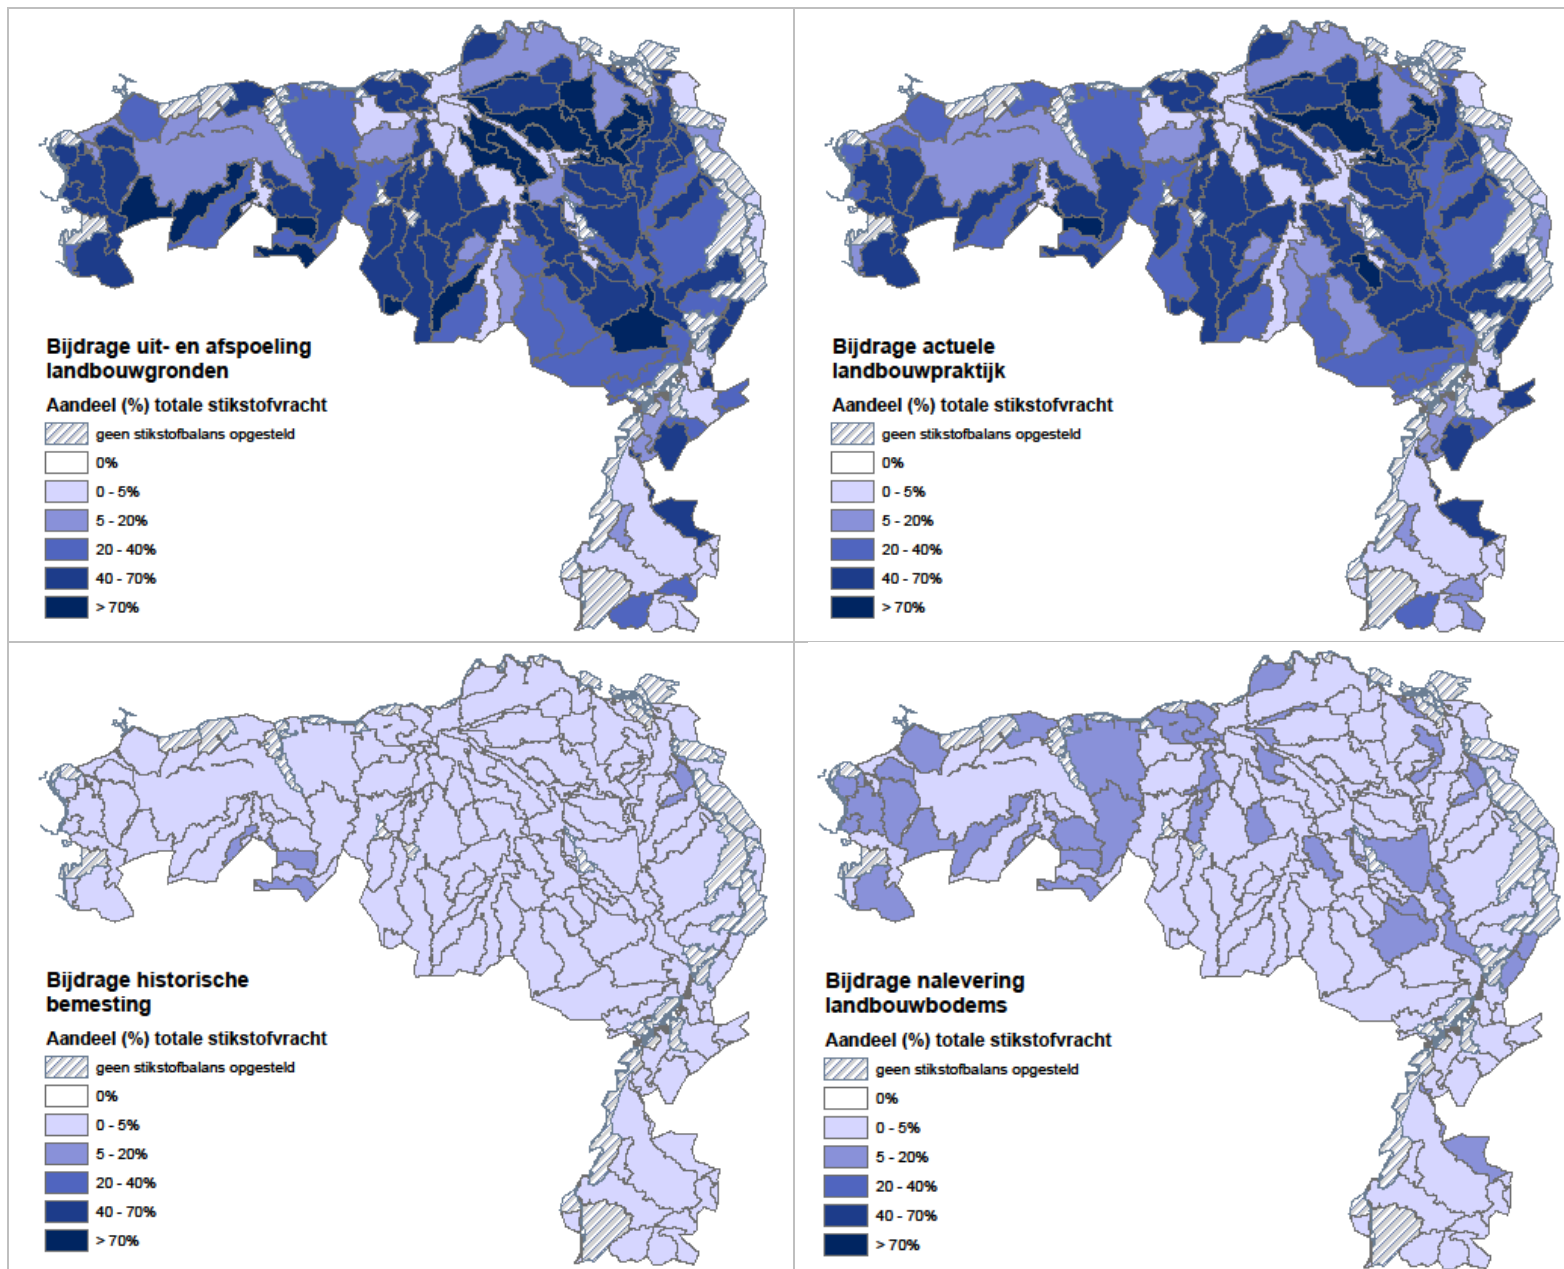 Bijdrage uit- en afspoeling
landbouwgronden
Aandeel (%) totale stikstofvracht
geen stikstofbalans opgesteld
0%
0 - 5%
5 - 20%
20 - 40%
40 - 70%
> 70%
Bijdrage actuele
landbouwpraktijk
Aandeel (%) totale stikstofvracht
geen stikstofbalans opgesteld
0%
0 - 5%
5 - 20%
20 - 40%
40 - 70%
> 70%
Bijdrage historische
bemesting
Aandeel (%) totale stikstofvracht
geen stikstofbalans opgesteld
0%
0 - 5%
5 - 20%
20 - 40%
40 - 70%
> 70%
Bijdrage nalevering
landbouwbodems
Aandeel (%) totale stikstofvracht
geen stikstofbalans opgesteld
0%
0 - 5%
5 - 20%
20 - 40%
40 - 70%
> 70%